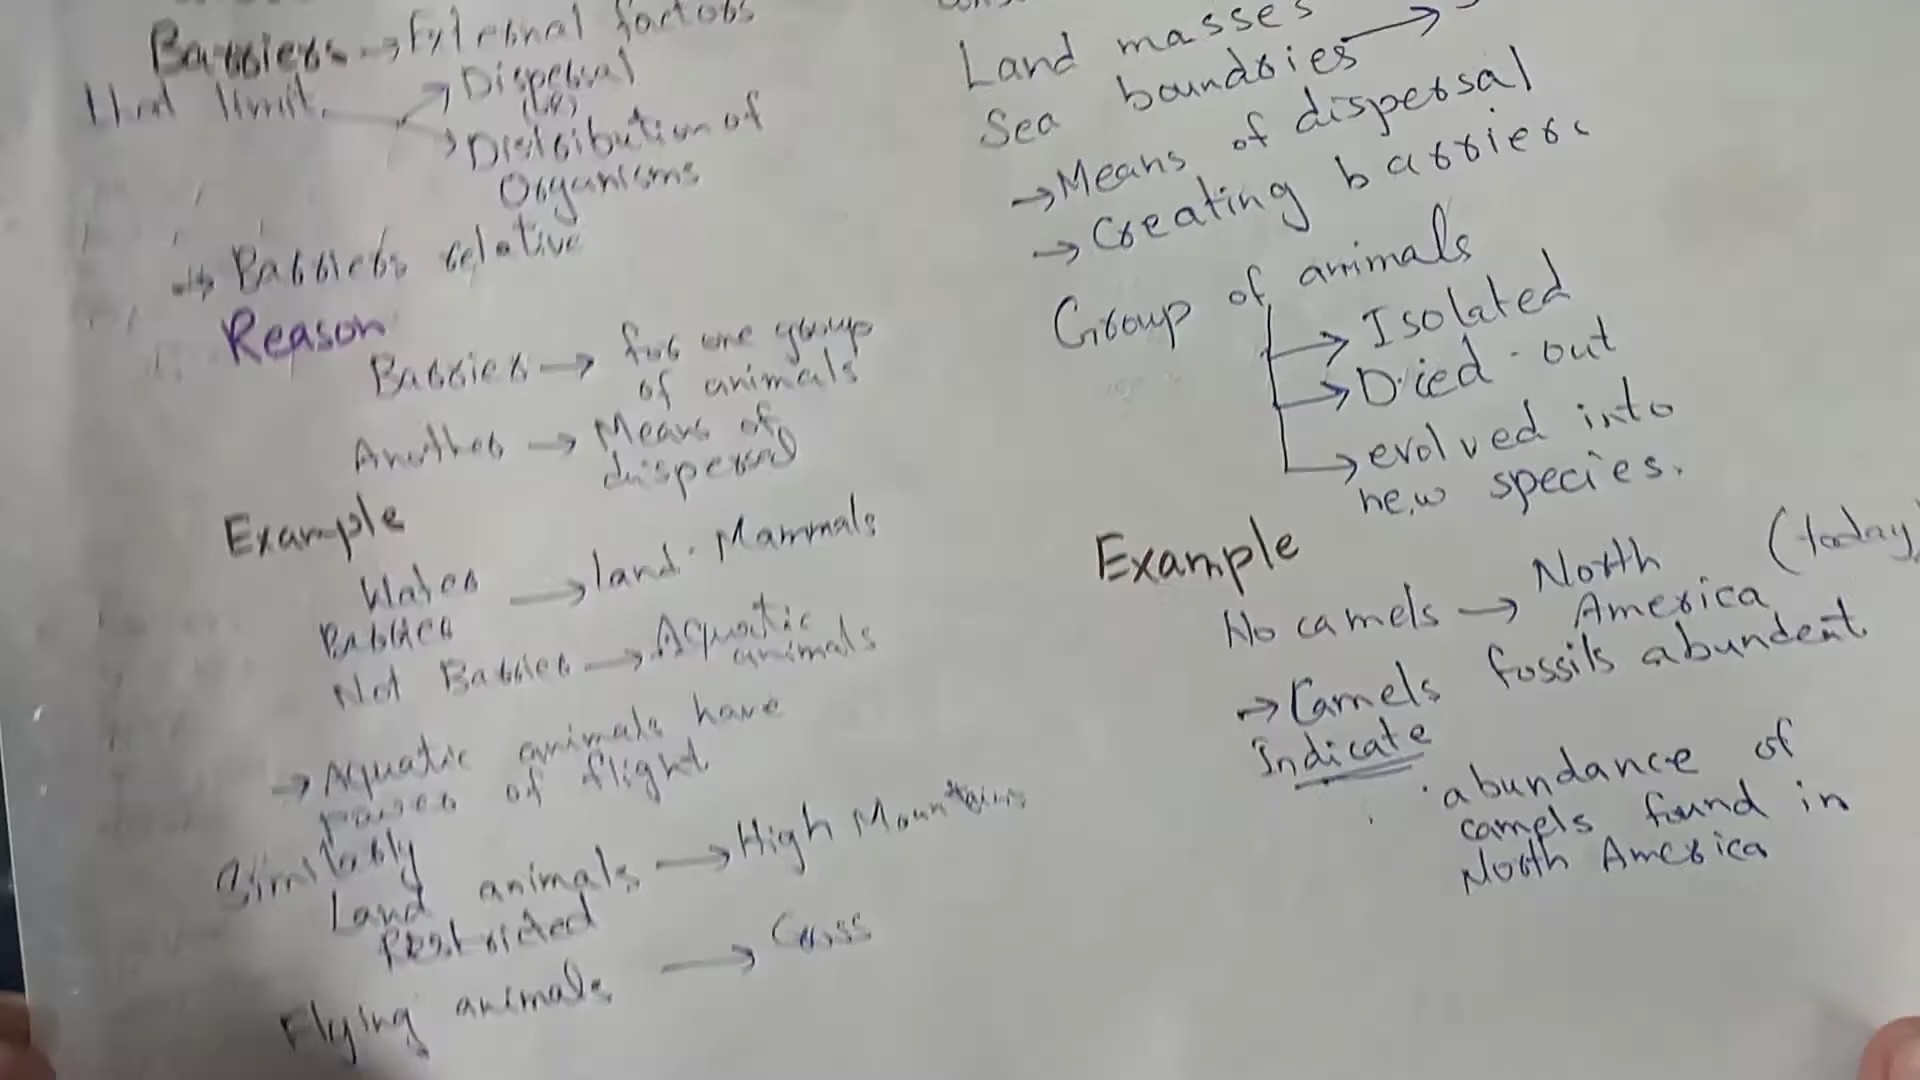 Barriers → External factors
that limit → Dispersal
(or)
→ Distribution of
Organisms
→ Barriers relative
Reason
Barrier → for one group
of animals
Another → Means of
dispersal
Example
Water → land. Mammals
Barrier
Not Barrier → Aquatic
animals
→ Aquatic animals have
power of flight
Similarly
Land animals → High Mountains
Restricted
Flying animals → Cross
Land masses
Sea boundries →
→ Means of dispersal
→ Creating barriers
Group of animals
→ Isolated
→ Died out
→ evolved into
new species.
Example
No camels → North (today)
America
→ Camels fossils abundent
Indicate
abundance of
camels found in
North America